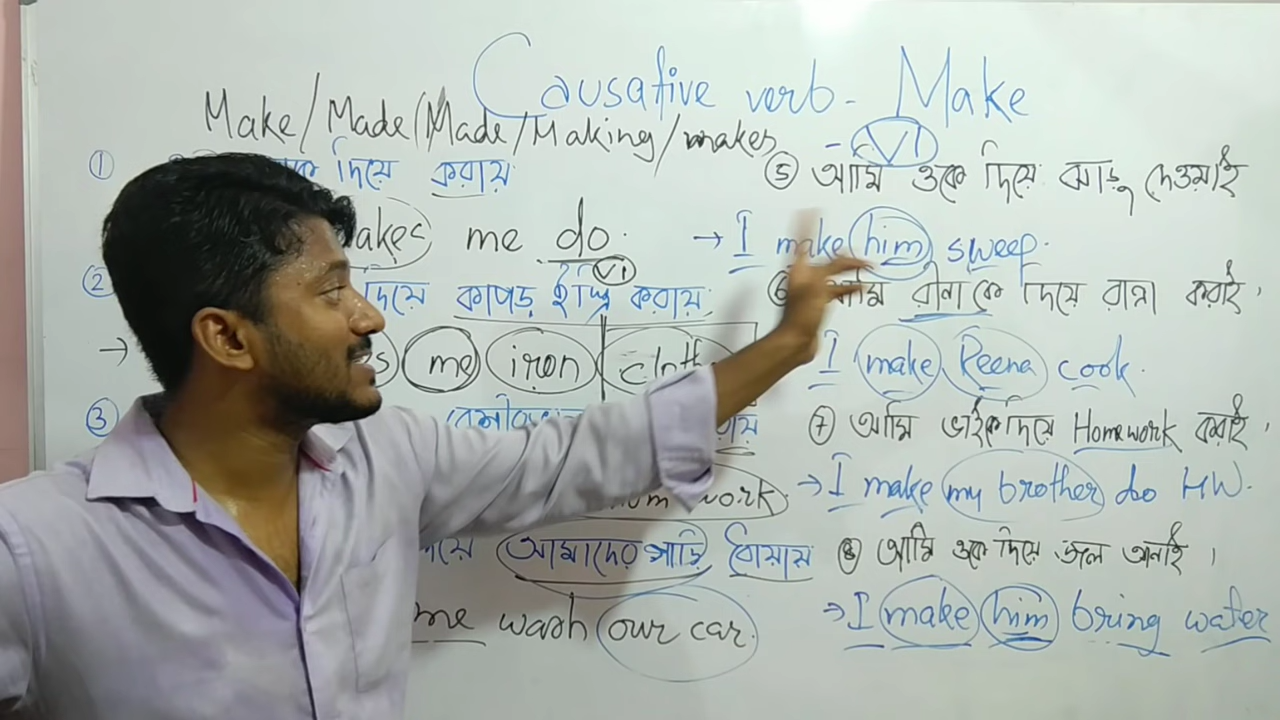 Causative verb - Make
Make/Made/Made/Making/makes
- V1
① দিয়ে করায়
makes me do.
V1
② দিয়ে কাপড় ইস্ত্রি করায়
→ me iron
③
work
আমাদের গাড়ি ধোয়ায়
me wash our car.
⑤ আমি ওকে দিয়ে ঝাড়ু দেওয়াই
→ I make him sweep.
আমি রীনাকে দিয়ে রান্না করাই,
I make Reena cook.
⑦ আমি ভাইকে দিয়ে Homework করাই,
→ I make my brother do HW.
⑧ আমি ওকে দিয়ে জল আনাই।
→ I make him bring water